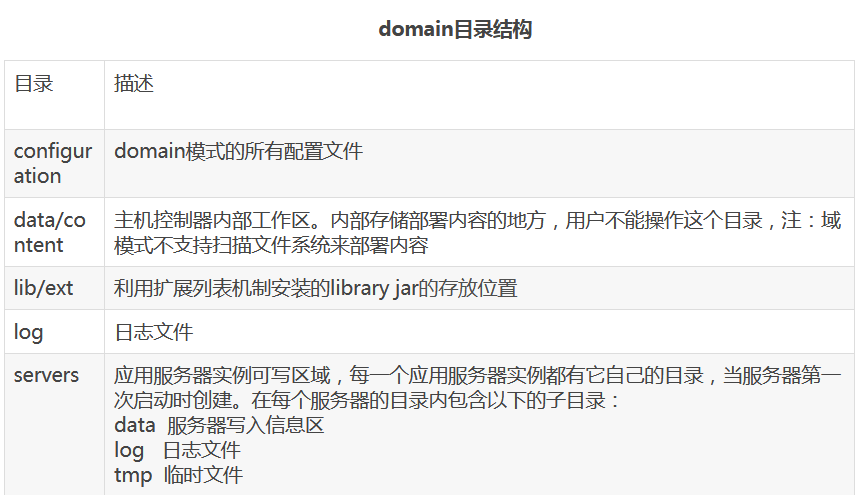 domain目录结构
目录
描述
configur
ation
domain模式的所有配置文件
data/co
ntent
主机控制器内部工作区。内部存储部署内容的地方，用户不能操作这个目录，注：域
模式不支持扫描文件系统来部署内容
lib/ext
利用扩展列表机制安装的library jar的存放位置
log
日志文件
servers
应用服务器实例可写区域，每一个应用服务器实例都有它自己的目录，当服务器第一
次启动时创建。在每个服务器的目录内包含以下的子目录：
data 服务器写入信息区
log 日志文件
tmp 临时文件